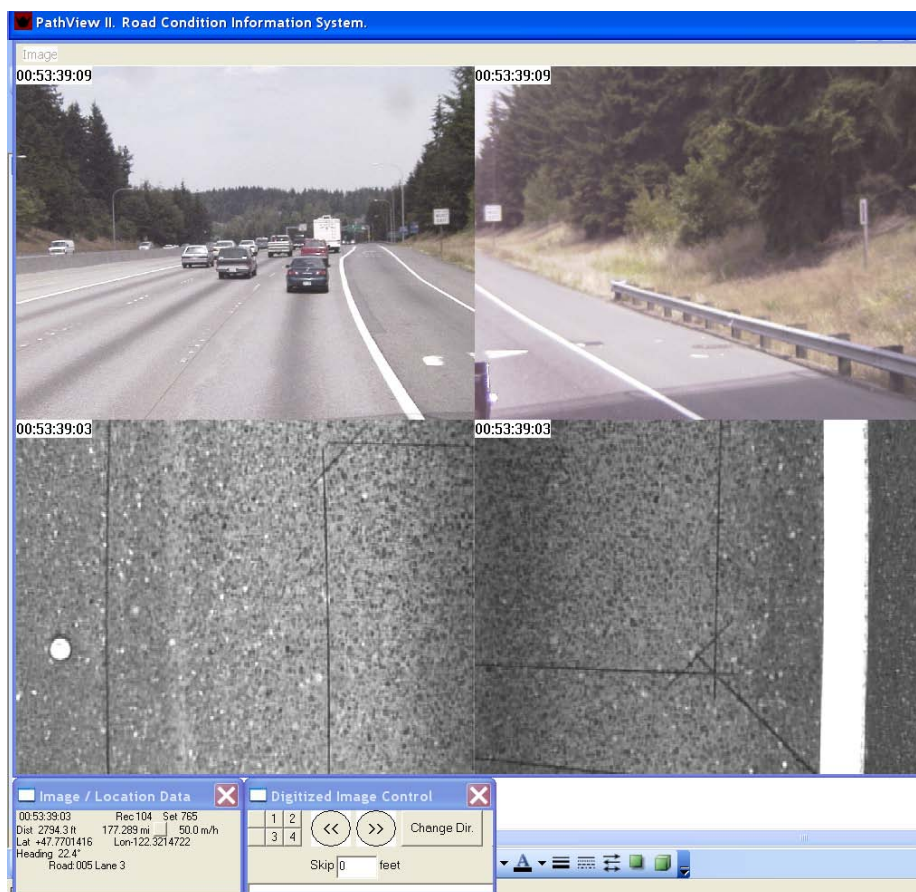 PathView II. Road Condition Information System.
Image
00:53:39:09
00:53:39:09
00:53:39:03
00:53:39:03
Image / Location Data
00:53:39:03 Rec 104 Set 765
Dist 2794.3 ft 177.289 mi 50.0 m/h
Lat +47.7701416 Lon-122.3214722
Heading 22.4°
Road:005 Lane 3
Digitized Image Control
1 2
3 4
<< >>
Change Dir.
Skip 0 feet
A